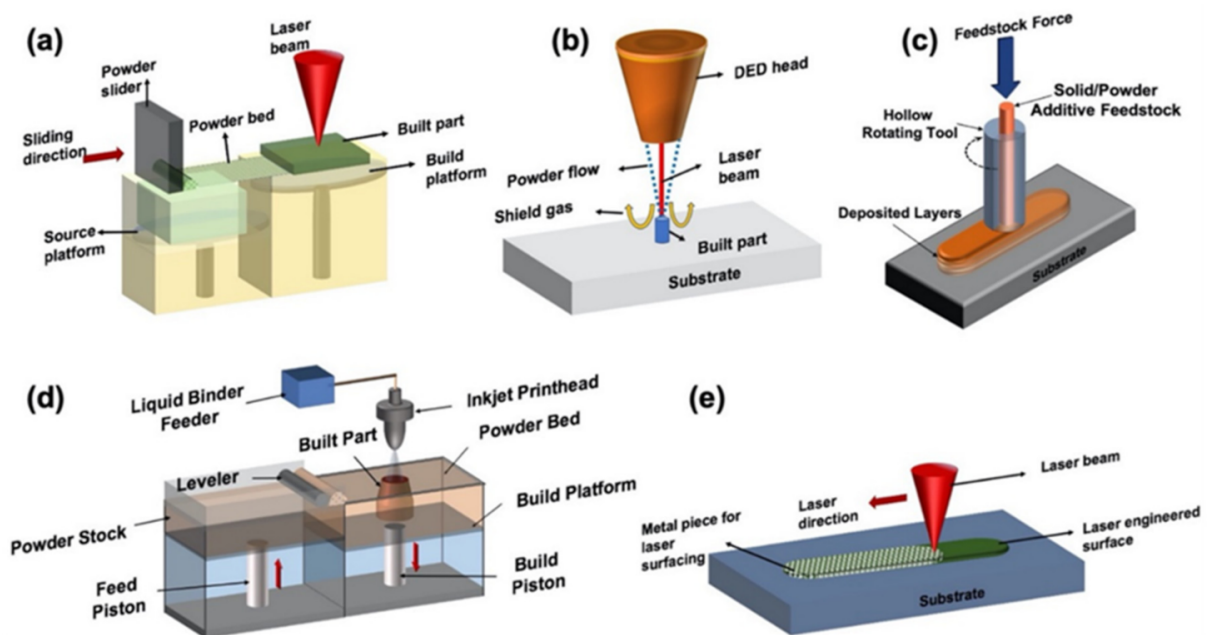 (a)
Laser
beam
Powder
slider
Powder bed
Sliding
direction
Built part
Build
platform
Source
platform
(b)
DED head
Powder flow
Laser
beam
Shield gas
Built part
Substrate
(c)
Feedstock Force
Solid/Powder
Additive Feedstock
Hollow
Rotating Tool
Deposited Layers
Substrate
(d)
Liquid Binder
Feeder
Inkjet Printhead
Built Part
Powder Bed
Leveler
Build Platform
Powder Stock
Feed
Piston
Build
Piston
(e)
Laser beam
Laser
direction
Metal piece for
laser
surfacing
Laser engineered
surface
Substrate